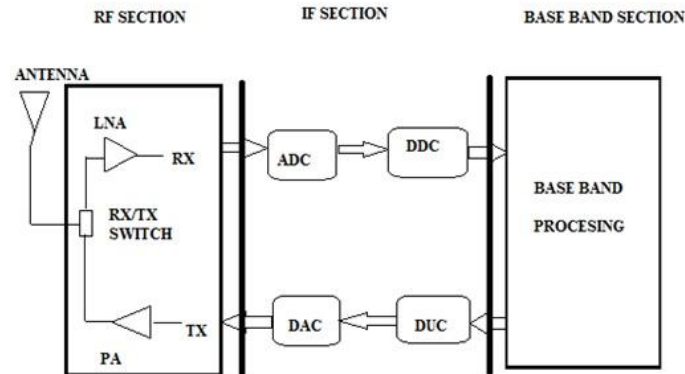 RF SECTION
IF SECTION
BASE BAND SECTION
ANTENNA
LNA
RX
ADC
DDC
RX/TX
SWITCH
BASE BAND
PROCESING
TX
DAC
DUC
PA